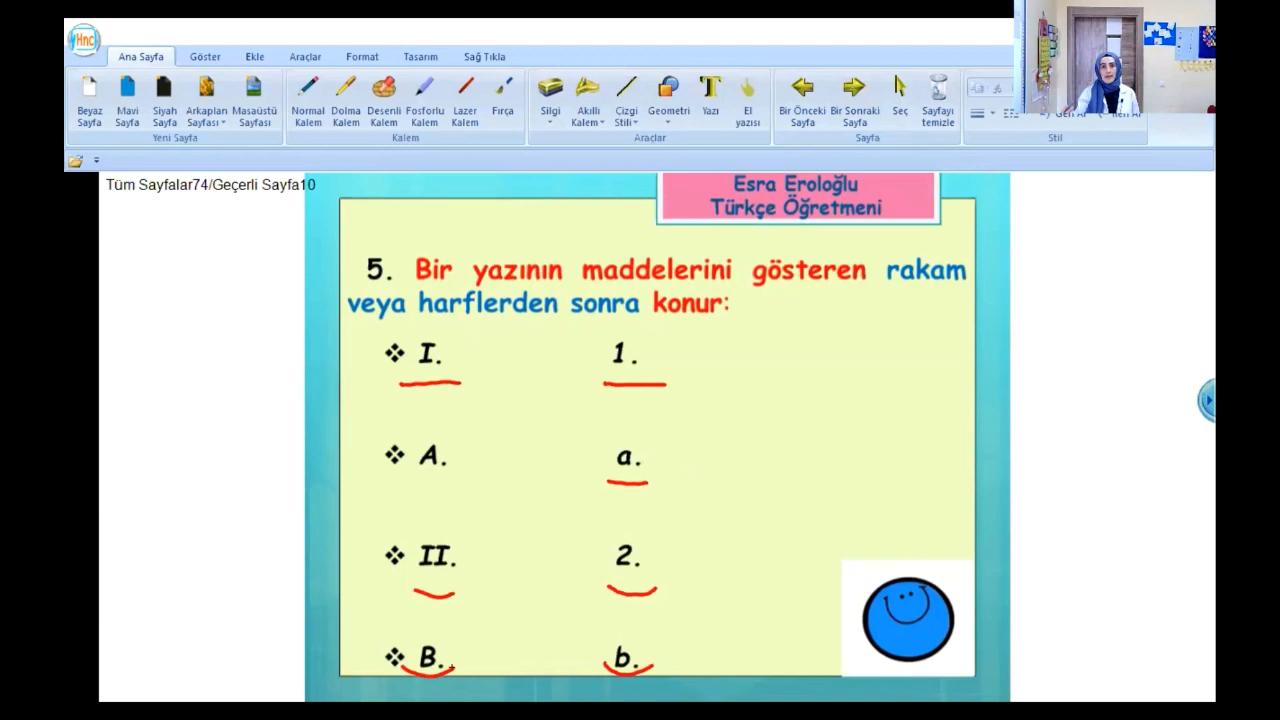 Hnc
Ana Sayfa Göster Ekle Araçlar Format Tasarım Sağ Tıkla
Beyaz Sayfa Mavi Sayfa Siyah Sayfa Arkaplan Sayfası Masaüstü Sayfası
Normal Kalem Dolma Kalem Desenli Kalem Fosforlu Kalem Lazer Kalem Fırça
Silgi Akıllı Kalem Çizgi Stili Geometri Yazı El yazısı
Bir Önceki Sayfa Bir Sonraki Sayfa Seç Sayfayı temizle
Yeni Sayfa Kalem Araçlar Sayfa Stil
Tüm Sayfalar74/Geçerli Sayfa10
Esra Eroloğlu
Türkçe Öğretmeni
5. Bir yazının maddelerini gösteren rakam
veya harflerden sonra konur:
I. 1.
A. a.
II. 2.
B. b.